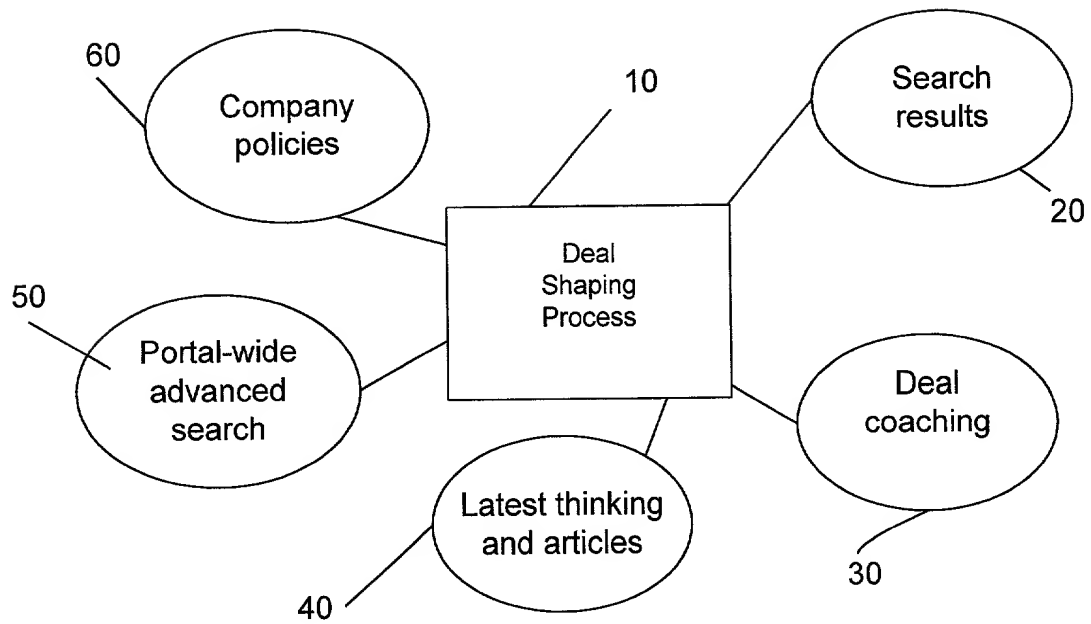 60
Company
policies
10
Search
results
20
Deal
Shaping
Process
50
Portal-wide
advanced
search
Deal
coaching
30
Latest thinking
and articles
40